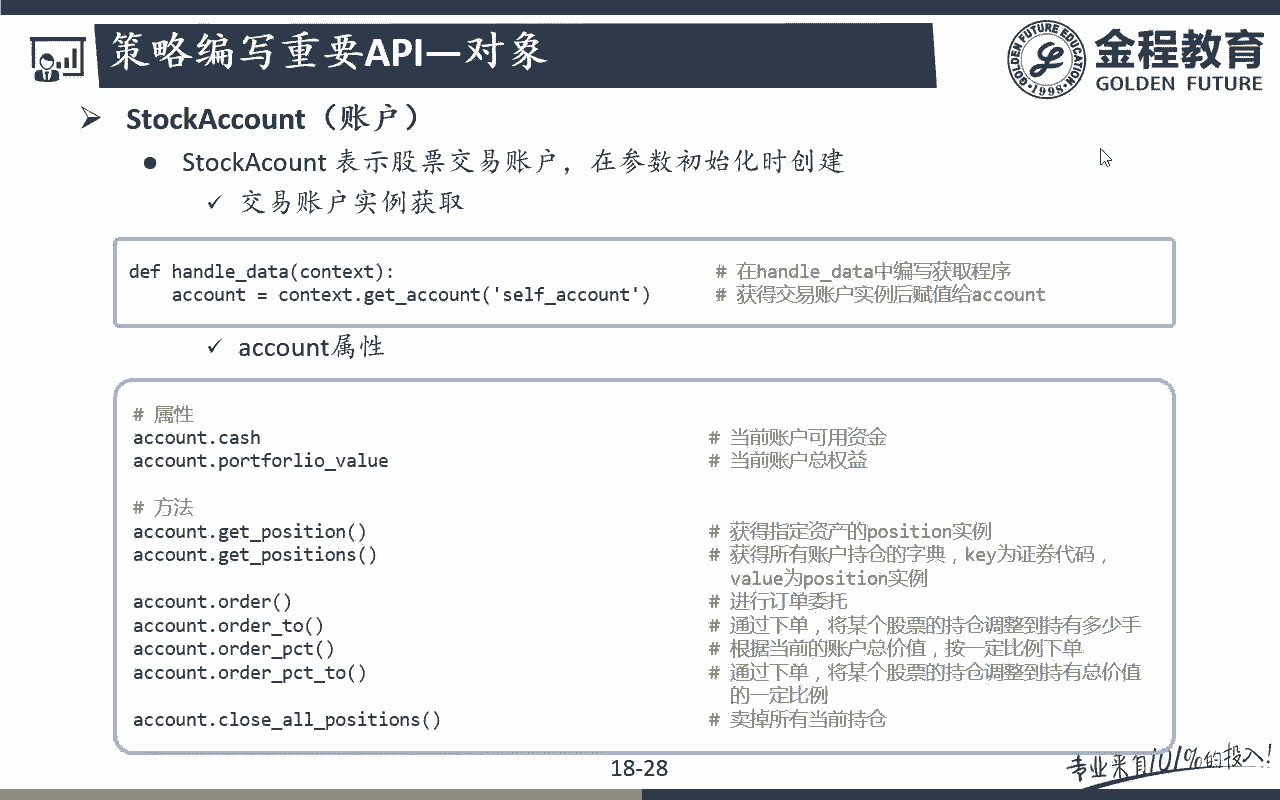 策略编写重要API—对象
GOLDEN FUTURE EDUCATION
1998
金程教育
GOLDEN FUTURE
➢ StockAccount（账户）
● StockAcount 表示股票交易账户，在参数初始化时创建
✓ 交易账户实例获取
def handle_data(context): # 在handle_data中编写获取程序
account = context.get_account('self_account') # 获得交易账户实例后赋值给account
✓ account属性
# 属性
account.cash # 当前账户可用资金
account.portforlio_value # 当前账户总权益
# 方法
account.get_position() # 获得指定资产的position实例
account.get_positions() # 获得所有账户持仓的字典，key为证券代码，
value为position实例
account.order() # 进行订单委托
account.order_to() # 通过下单，将某个股票的持仓调整到持有多少手
account.order_pct() # 根据当前的账户总价值，按一定比例下单
account.order_pct_to() # 通过下单，将某个股票的持仓调整到持有总价值
的一定比例
account.close_all_positions() # 卖掉所有当前持仓
18-28
专业来自101%的投入!